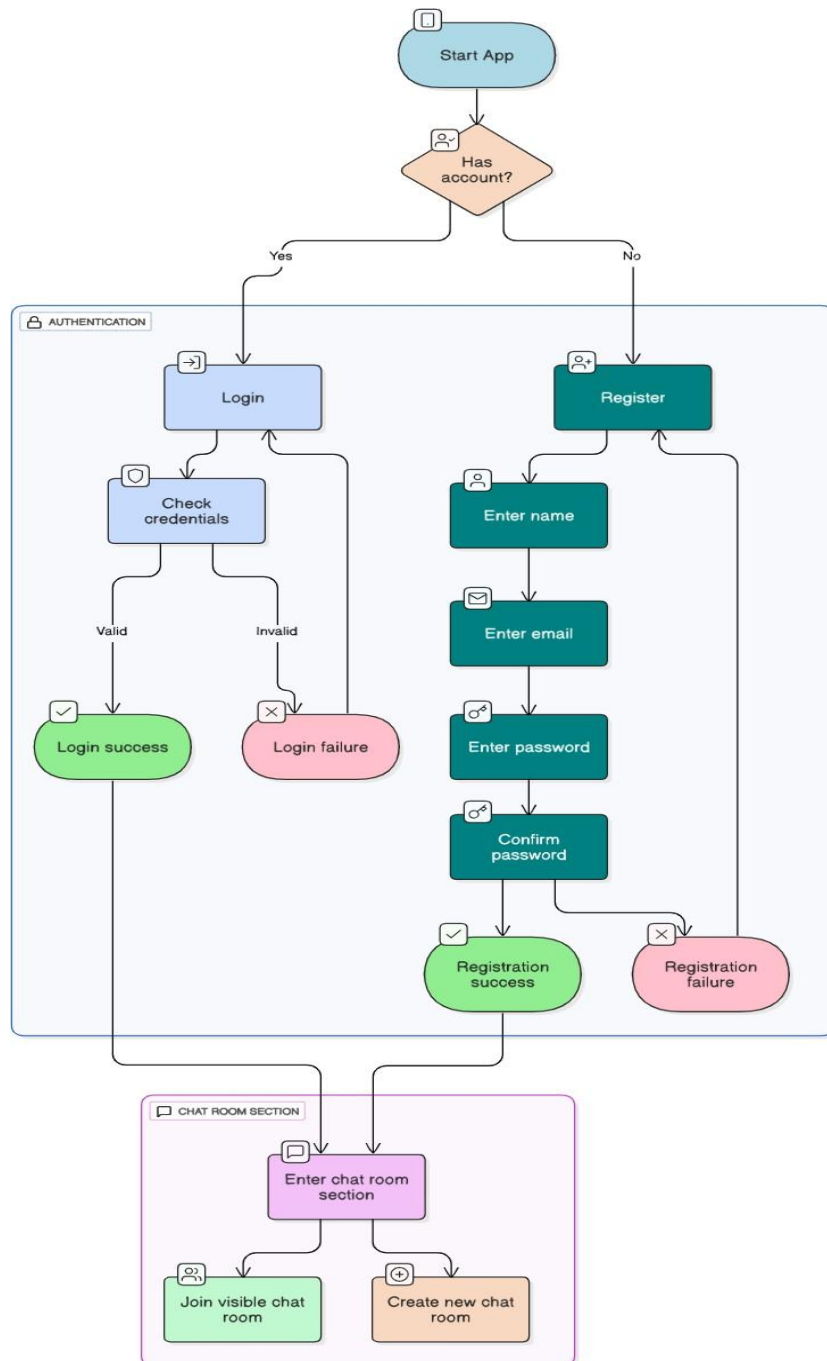 Start App
Has
account?
Yes
No
AUTHENTICATION
Login
Register
Check
credentials
Enter name
Valid
Invalid
Enter email
Login success
Login failure
Enter password
Confirm
password
Registration
success
Registration
failure
CHAT ROOM SECTION
Enter chat room
section
Join visible chat
room
Create new chat
room